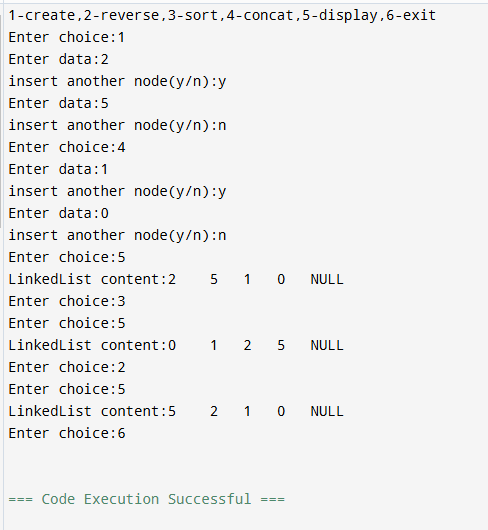 1-create,2-reverse,3-sort,4-concat,5-display,6-exit
Enter choice:1
Enter data:2
insert another node(y/n):y
Enter data:5
insert another node(y/n):n
Enter choice:4
Enter data:1
insert another node(y/n):y
Enter data:0
insert another node(y/n):n
Enter choice:5
LinkedList content:2    5   1   0   NULL
Enter choice:3
Enter choice:5
LinkedList content:0    1   2   5   NULL
Enter choice:2
Enter choice:5
LinkedList content:5    2   1   0   NULL
Enter choice:6
=== Code Execution Successful ===